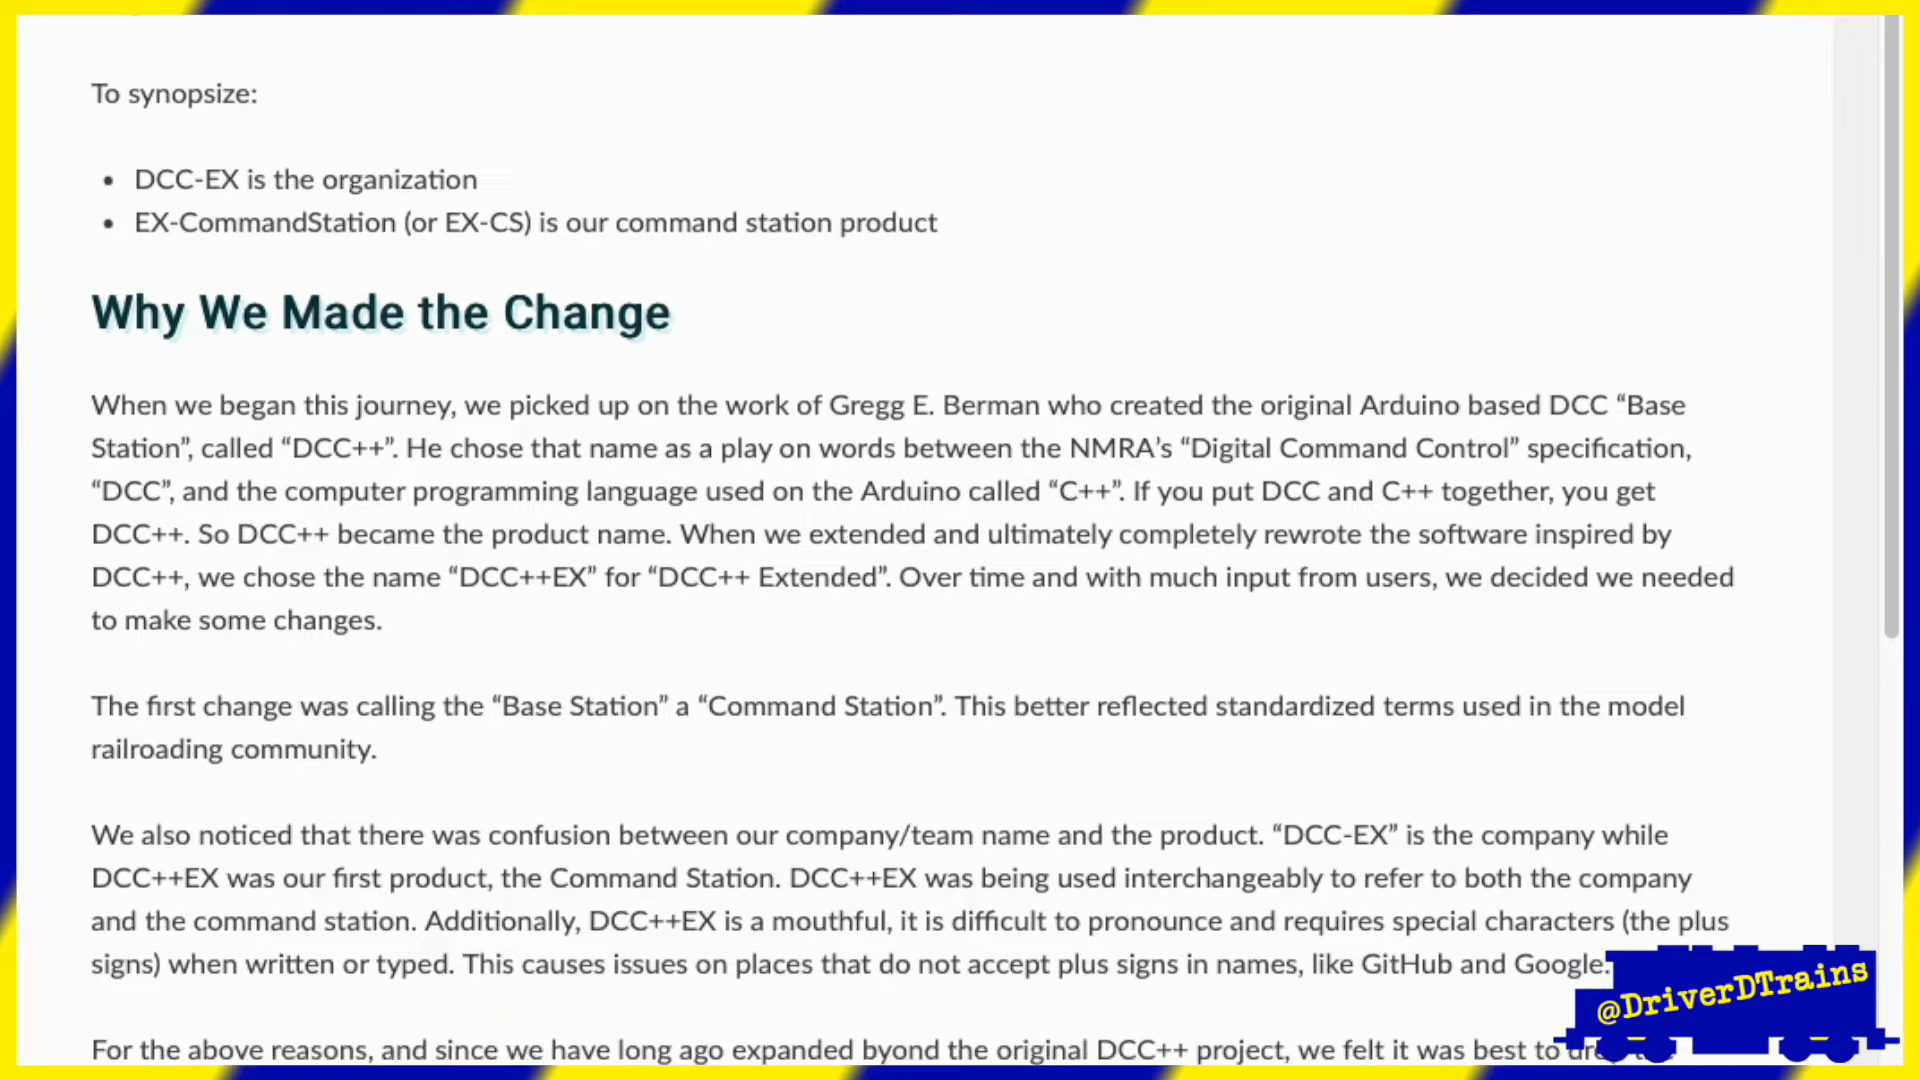 To synopsize:
• DCC-EX is the organization
• EX-CommandStation (or EX-CS) is our command station product
Why We Made the Change
When we began this journey, we picked up on the work of Gregg E. Berman who created the original Arduino based DCC “Base
Station”, called “DCC++”. He chose that name as a play on words between the NMRA’s “Digital Command Control” specification,
“DCC”, and the computer programming language used on the Arduino called “C++”. If you put DCC and C++ together, you get
DCC++. So DCC++ became the product name. When we extended and ultimately completely rewrote the software inspired by
DCC++, we chose the name “DCC++EX” for “DCC++ Extended”. Over time and with much input from users, we decided we needed
to make some changes.
The first change was calling the “Base Station” a “Command Station”. This better reflected standardized terms used in the model
railroading community.
We also noticed that there was confusion between our company/team name and the product. “DCC-EX” is the company while
DCC++EX was our first product, the Command Station. DCC++EX was being used interchangeably to refer to both the company
and the command station. Additionally, DCC++EX is a mouthful, it is difficult to pronounce and requires special characters (the plus
signs) when written or typed. This causes issues on places that do not accept plus signs in names, like GitHub and Google.
@DriverDTrains
For the above reasons, and since we have long ago expanded byond the original DCC++ project, we felt it was best to